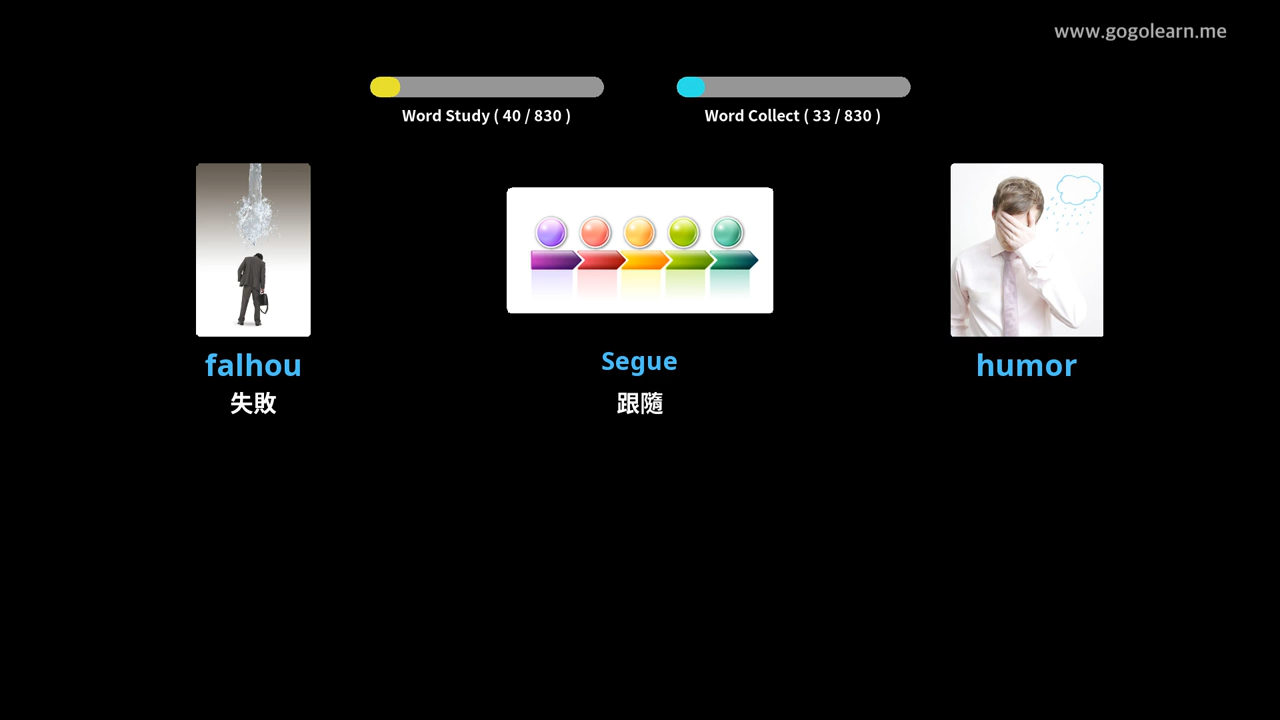 www.gogolearn.me
Word Study ( 40 / 830 )
Word Collect ( 33 / 830 )
falhou
失敗
Segue
跟隨
humor